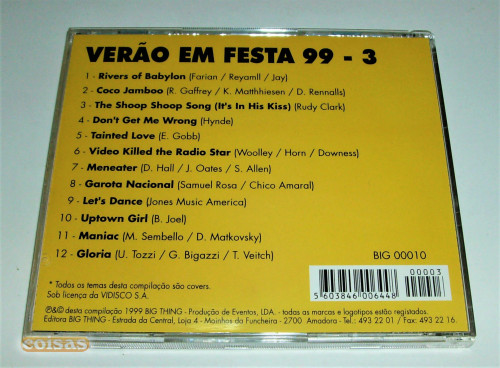 VERÃO EM FESTA 99 - 3
1 - Rivers of Babylon (Farian / Reyamll / Jay)
2 - Coco Jamboo (R. Gaffrey / K. Matthhiesen / D. Rennalls)
3 - The Shoop Shoop Song (It's In His Kiss) (Rudy Clark)
4 - Don't Get Me Wrong (Hynde)
5 - Tainted Love (E. Gobb)
6 - Video Killed the Radio Star (Woolley / Horn / Downess)
7 - Meneater (D. Hall / J. Oates / S. Allen)
8 - Garota Nacional (Samuel Rosa / Chico Amaral)
9 - Let's Dance (Jones Music America)
10 - Uptown Girl (B. Joel)
11 - Maniac (M. Sembello / D. Matkovsky)
12 - Gloria (U. Tozzi / G. Bigazzi / T. Veitch)
BIG 00010
00003
5 603846 006448
* Todos os temas desta compilação são covers.
Sob licença da VIDISCO S.A.
℗&© desta compilação 1999 BIG THING - Produção de Eventos, LDA. - todas as marcas e logotipos estão registados.
Editora BIG THING - Estrada da Central, Loja 4 - Moinhos da Funcheira - 2700 Amadora - Tel.: 493 22 01 / Fax: 493 22 16.
coisas